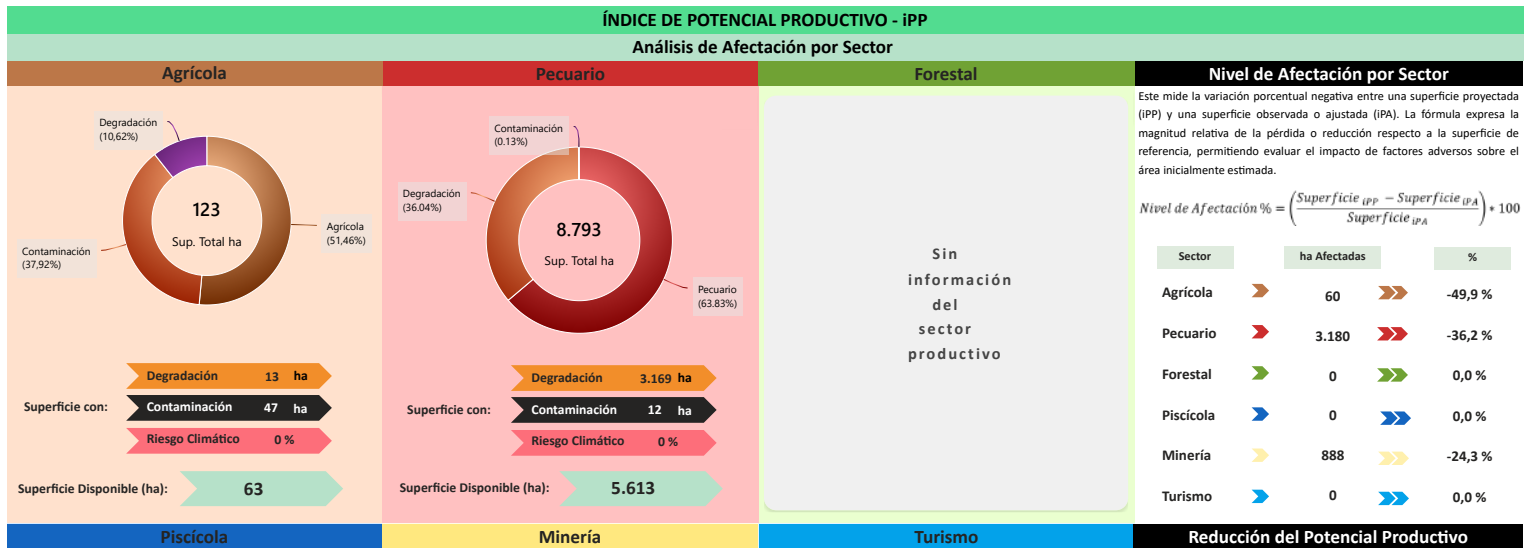 ÍNDICE DE POTENCIAL PRODUCTIVO - iPP
Análisis de Afectación por Sector
Agrícola
Degradación
(10,62%)
123
Sup. Total ha
Agrícola
(51,46%)
Contaminación
(37,92%)
Superficie con:
Degradación 13 ha
Contaminación 47 ha
Riesgo Climático 0 %
Superficie Disponible (ha): 63
Pecuario
Contaminación
(0.13%)
Degradación
(36.04%)
8.793
Sup. Total ha
Pecuario
(63.83%)
Superficie con:
Degradación 3.169 ha
Contaminación 12 ha
Riesgo Climático 0 %
Superficie Disponible (ha): 5.613
Forestal
Sin
información
del
sector
productivo
Nivel de Afectación por Sector
Este mide la variación porcentual negativa entre una superficie proyectada
(iPP) y una superficie observada o ajustada (iPA). La fórmula expresa la
magnitud relativa de la pérdida o reducción respecto a la superficie de
referencia, permitiendo evaluar el impacto de factores adversos sobre el
área inicialmente estimada.
Nivel de Afectación % = (Superficie iPP − Superficie iPA / Superficie iPA) * 100
Sector ha Afectadas %
Agrícola 60 -49,9 %
Pecuario 3.180 -36,2 %
Forestal 0 0,0 %
Piscícola 0 0,0 %
Minería 888 -24,3 %
Turismo 0 0,0 %
Piscícola
Minería
Turismo
Reducción del Potencial Productivo